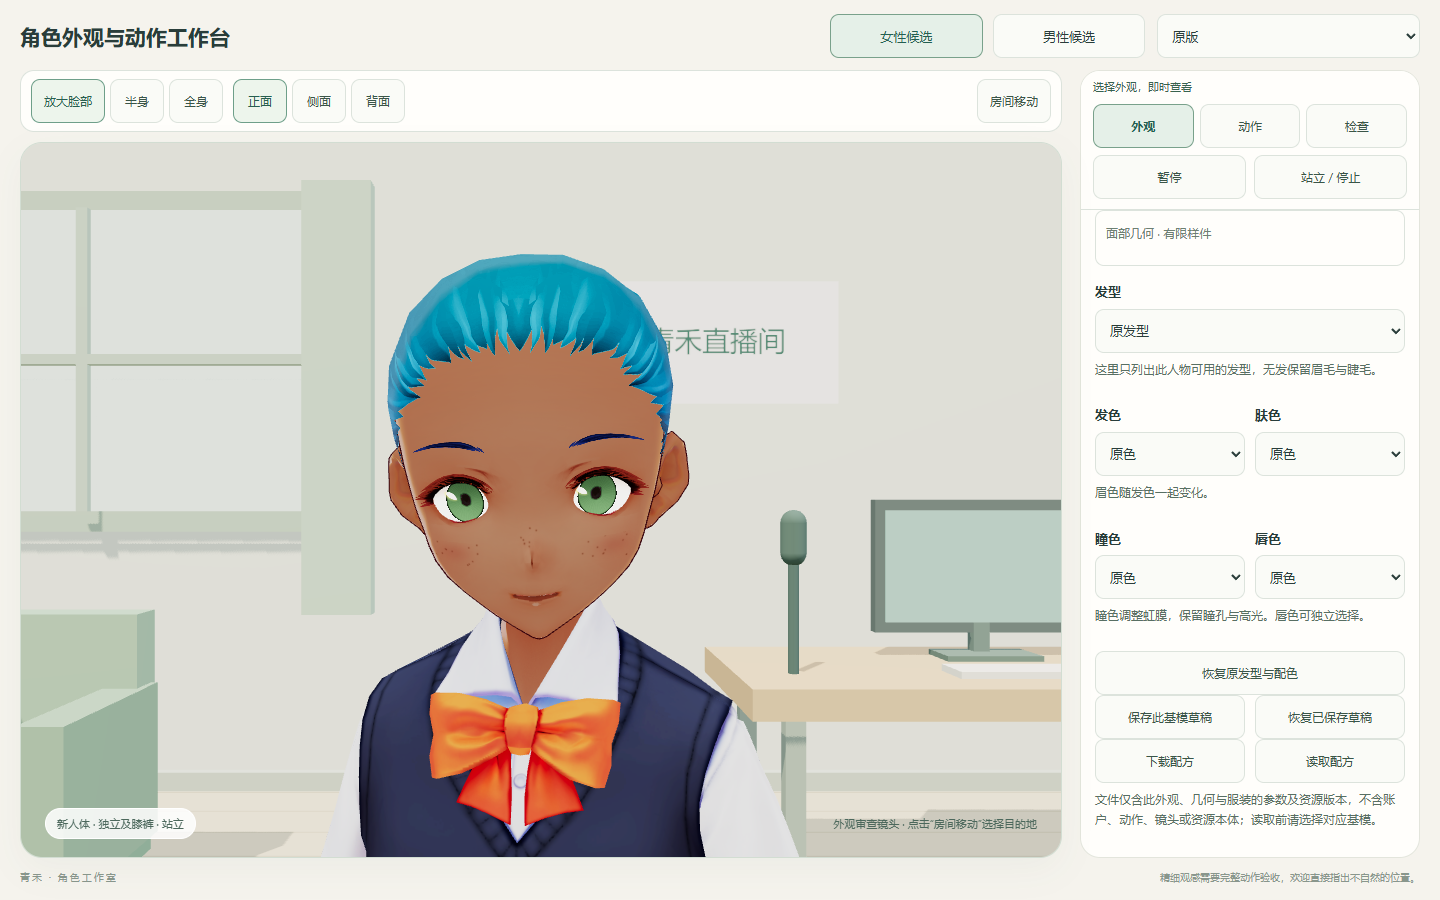 角色外观与动作工作台
女性候选
男性候选
原版
放大脸部
半身
全身
正面
侧面
背面
房间移动
选择外观，即时查看
外观
动作
检查
暂停
站立 / 停止
面部几何 · 有限样件
发型
原发型
这里只列出此人物可用的发型，无发保留眉毛与睫毛。
发色
肤色
原色
原色
眉色随发色一起变化。
瞳色
唇色
原色
原色
瞳色调整虹膜，保留瞳孔与高光。唇色可独立选择。
恢复原发型与配色
保存此基模草稿
恢复已保存草稿
下载配方
读取配方
文件仅含此外观、几何与服装的参数及资源版本，不含账
户、动作、镜头或资源本体；读取前请选择对应基模。
青禾直播间
新人体 · 独立及膝裤 · 站立
外观审查镜头 · 点击“房间移动”选择目的地
青禾 · 角色工作室
精细观感需要完整动作验收，欢迎直接指出不自然的位置。